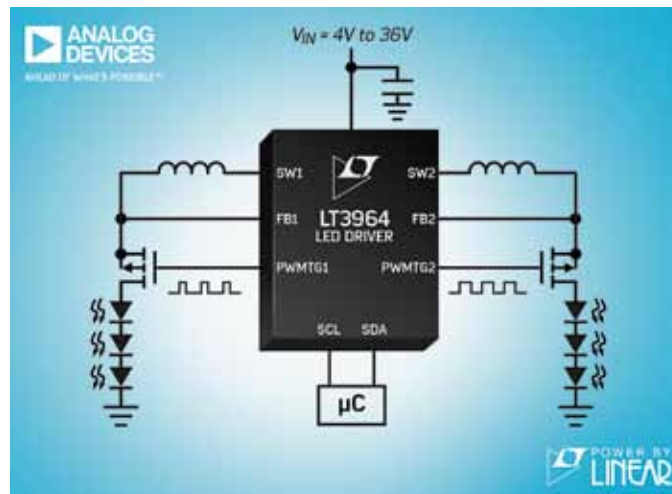 ANALOG
DEVICES
AHEAD OF WHAT'S POSSIBLE™
VIN = 4V to 36V
SW1
SW2
LT3964
LED DRIVER
FB1
FB2
PWMTG1
PWMTG2
SCL
SDA
µC
POWER BY
LINEAR